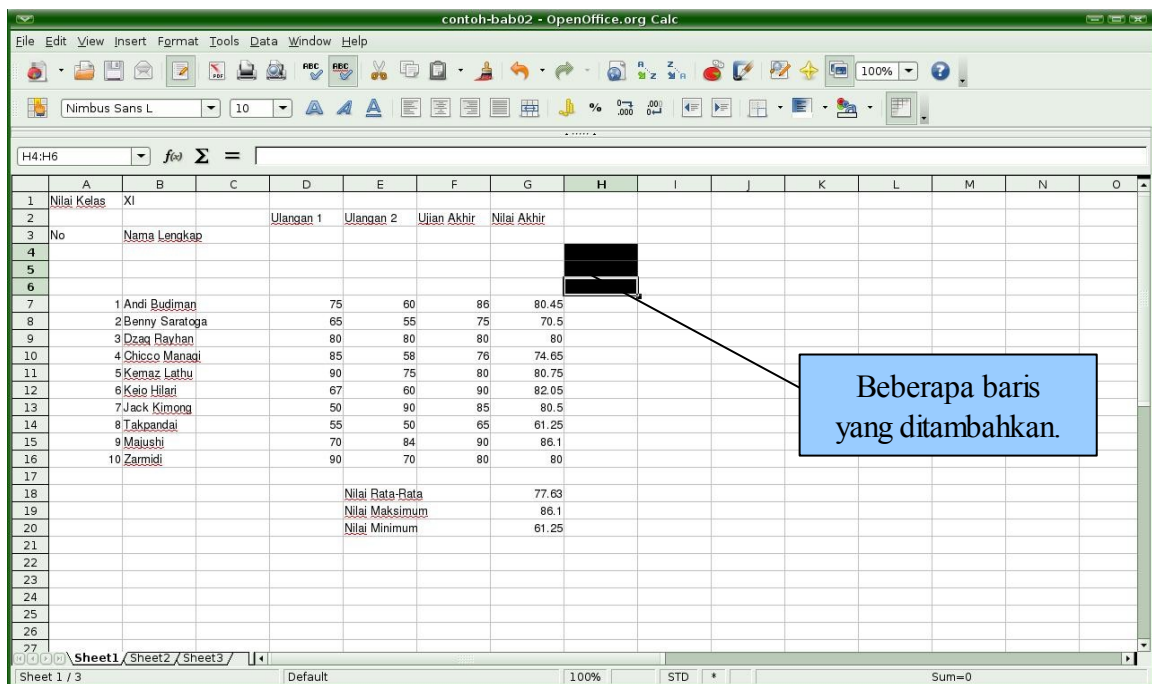 contoh-bab02 - OpenOffice.org Calc
File Edit View Insert Format Tools Data Window Help
100%
Nimbus Sans L 10
H4:H6 f(x) Σ =
A B C D E F G H I J K L M N O
1 Nilai Kelas XI
2 Ulangan 1 Ulangan 2 Ujian Akhir Nilai Akhir
3 No Nama Lengkap
4
5
6
7 1 Andi Budiman 75 60 86 80.45
8 2 Benny Saratoga 65 55 75 70.5
9 3 Dzaq Rayhan 80 80 80 80
10 4 Chicco Managi 85 58 76 74.65
11 5 Kemaz Lathu 90 75 80 80.75
12 6 Keio Hilari 67 60 90 82.05
13 7 Jack Kimong 50 90 85 80.5
14 8 Takpandai 55 50 65 61.25
15 9 Majushi 70 84 90 86.1
16 10 Zarmidi 90 70 80 80
17
18 Nilai Rata-Rata 77.63
19 Nilai Maksimum 86.1
20 Nilai Minimum 61.25
21
22
23
24
25
26
27
Beberapa baris
yang ditambahkan.
Sheet1 Sheet2 Sheet3
Sheet 1 / 3 Default 100% STD * Sum=0